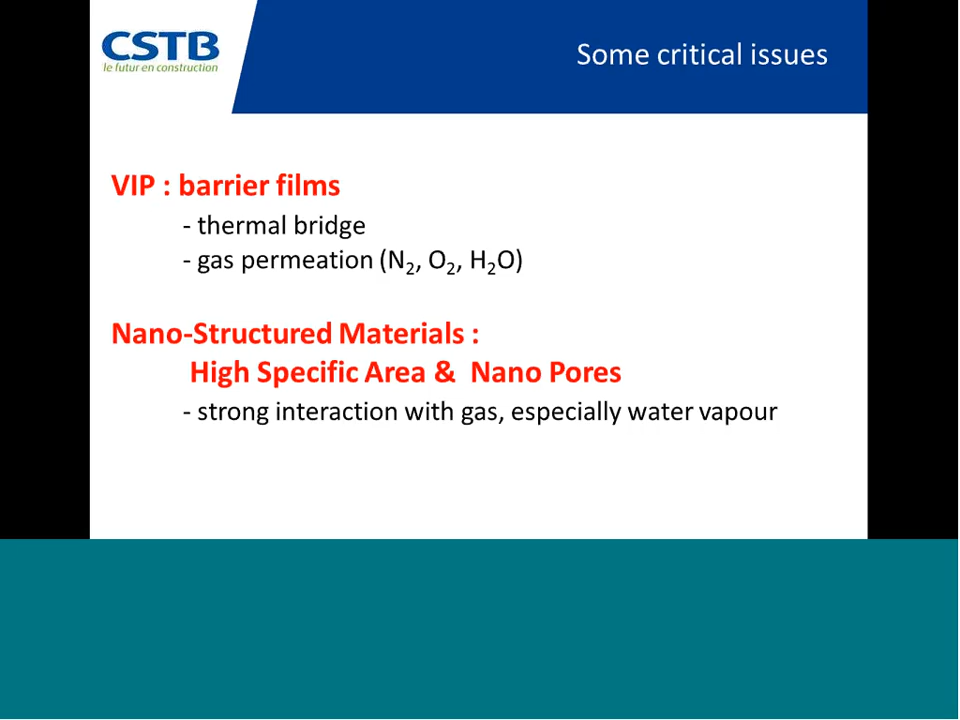 CSTB
le futur en construction
Some critical issues
VIP : barrier films
- thermal bridge
- gas permeation (N₂, O₂, H₂O)
Nano-Structured Materials :
High Specific Area & Nano Pores
- strong interaction with gas, especially water vapour